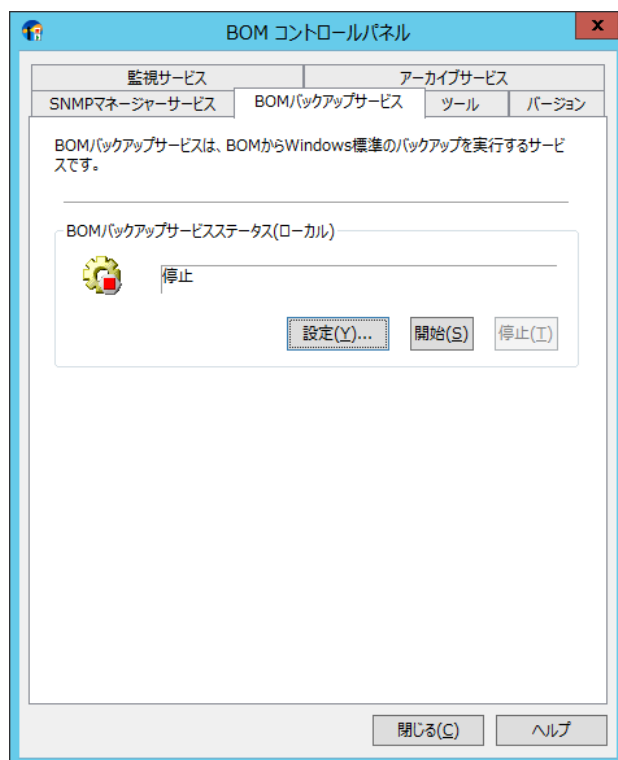 BOM コントロールパネル
x
監視サービス
アーカイブサービス
SNMPマネージャーサービス
BOMバックアップサービス
ツール
バージョン
BOMバックアップサービスは、BOMからWindows標準のバックアップを実行するサービ
スです。
BOMバックアップサービスステータス(ローカル)
停止
設定(Y)...
開始(S)
停止(T)
閉じる(C)
ヘルプ